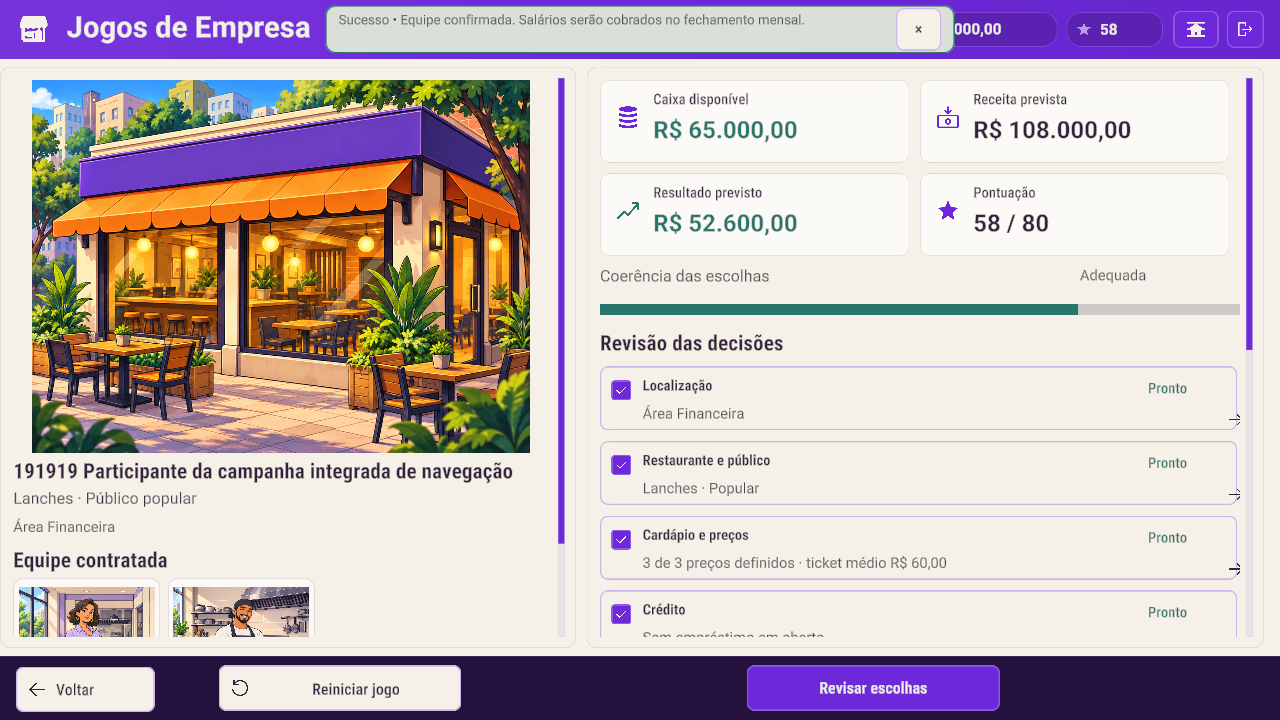 Jogos de Empresa
Sucesso • Equipe confirmada. Salários serão cobrados no fechamento mensal.
×
000,00
58
191919 Participante da campanha integrada de navegação
Lanches · Público popular
Área Financeira
Equipe contratada
Caixa disponível
R$ 65.000,00
Receita prevista
R$ 108.000,00
Resultado previsto
R$ 52.600,00
Pontuação
58 / 80
Coerência das escolhas
Adequada
Revisão das decisões
Localização
Pronto
Área Financeira
Restaurante e público
Pronto
Lanches · Popular
Cardápio e preços
Pronto
3 de 3 preços definidos · ticket médio R$ 60,00
Crédito
Pronto
Sem empréstimo em aberto
Voltar
Reiniciar jogo
Revisar escolhas